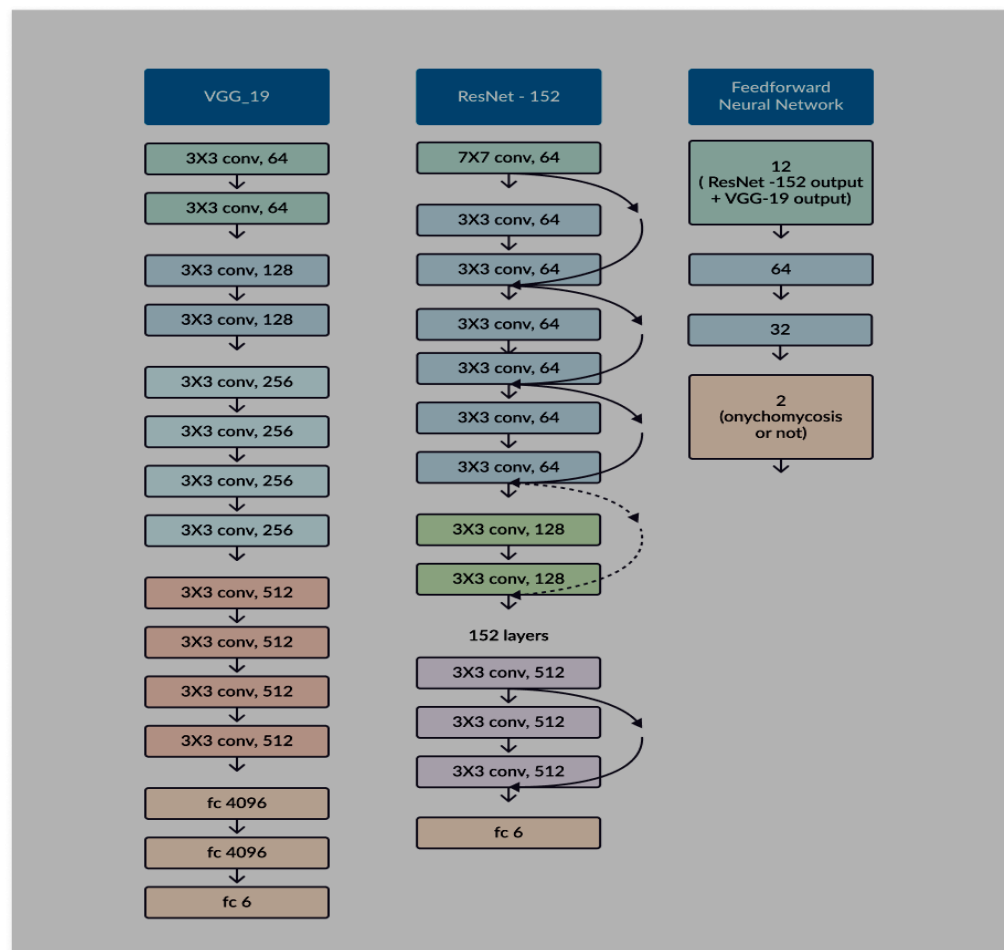 VGG_19
3X3 conv, 64
3X3 conv, 64
3X3 conv, 128
3X3 conv, 128
3X3 conv, 256
3X3 conv, 256
3X3 conv, 256
3X3 conv, 256
3X3 conv, 512
3X3 conv, 512
3X3 conv, 512
3X3 conv, 512
fc 4096
fc 4096
fc 6
ResNet - 152
7X7 conv, 64
3X3 conv, 64
3X3 conv, 64
3X3 conv, 64
3X3 conv, 64
3X3 conv, 64
3X3 conv, 64
3X3 conv, 128
3X3 conv, 128
152 layers
3X3 conv, 512
3X3 conv, 512
3X3 conv, 512
fc 6
Feedforward
Neural Network
12
( ResNet -152 output
+ VGG-19 output)
64
32
2
(onychomycosis
or not)